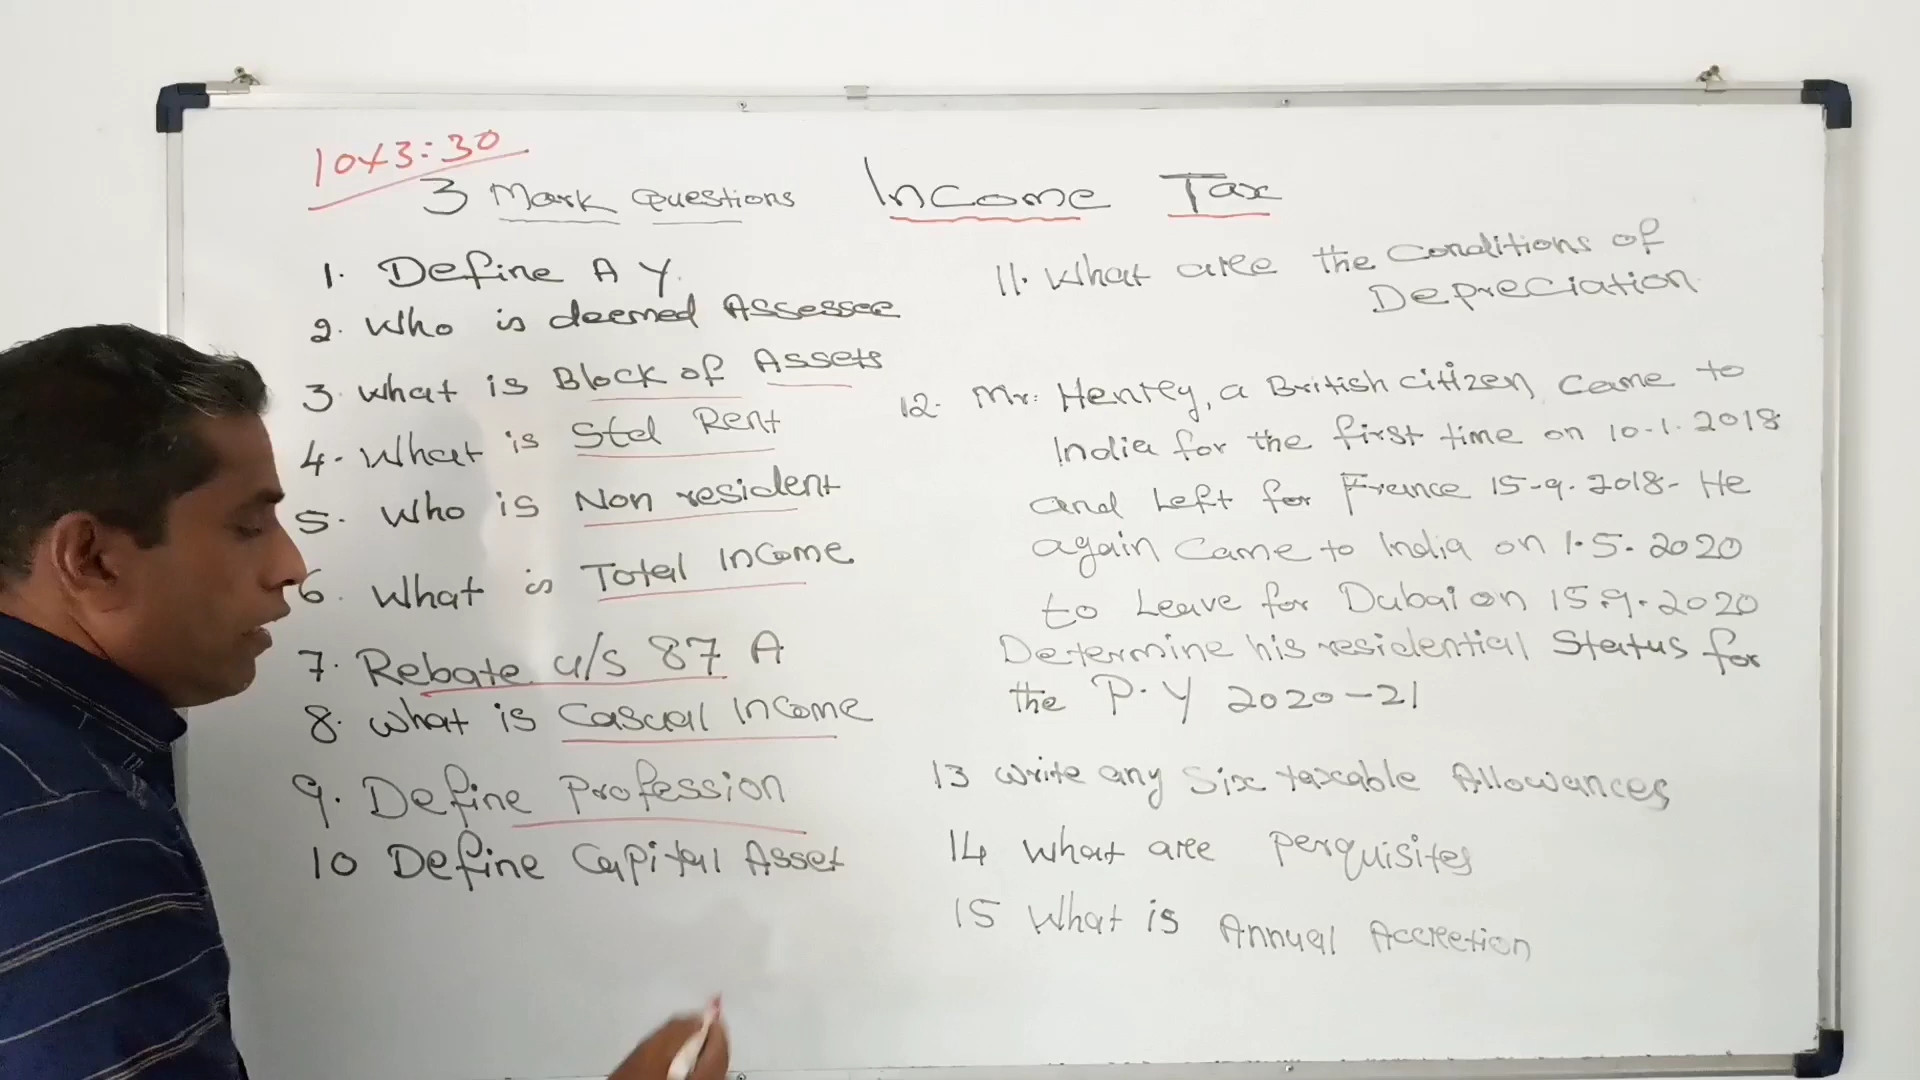 10x3=30
3 Mark Questions Income Tax
1. Define A Y.
2. Who is deemed Assessee
3. What is Block of Assets
4. What is Std Rent
5. Who is Non resident
6. What is Total Income
7. Rebate u/s 87 A
8. What is Casual Income
9. Define Profession
10 Define Capital Asset
11. What are the Conditions of
Depreciation
12. Mr: Henrey, a British citizen, came to
India for the first time on 10.1.2018
and Left for France 15-9-2018- He
again came to India on 1.5.2020
to Leave for Dubai on 15.9.2020
Determine his residential Status for
the P.Y 2020-21
13 Write any Six taxable Allowances
14 What are perquisites
15 What is Annual Accretion